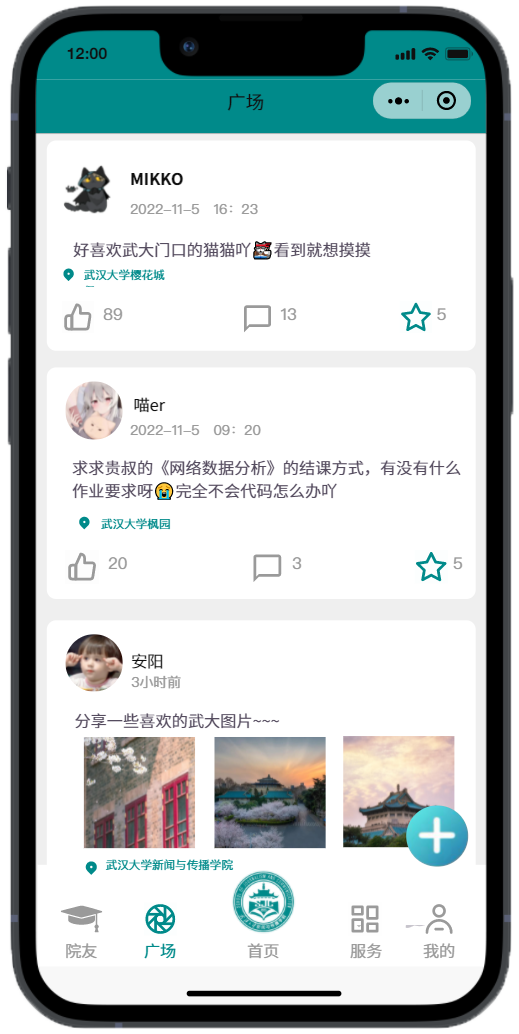 12:00
广场
MIKKO
2022-11-5 16: 23
好喜欢武大门口的猫猫吖看到就想摸摸
武汉大学樱花城
89 13 5
喵er
2022-11-5 09: 20
求求贵叔的《网络数据分析》的结课方式，有没有什么
作业要求呀😭完全不会代码怎么办吖
武汉大学枫园
20 3 5
安阳
3小时前
分享一些喜欢的武大图片~~~
武汉大学新闻与传播学院
院友 广场 首页 服务 我的